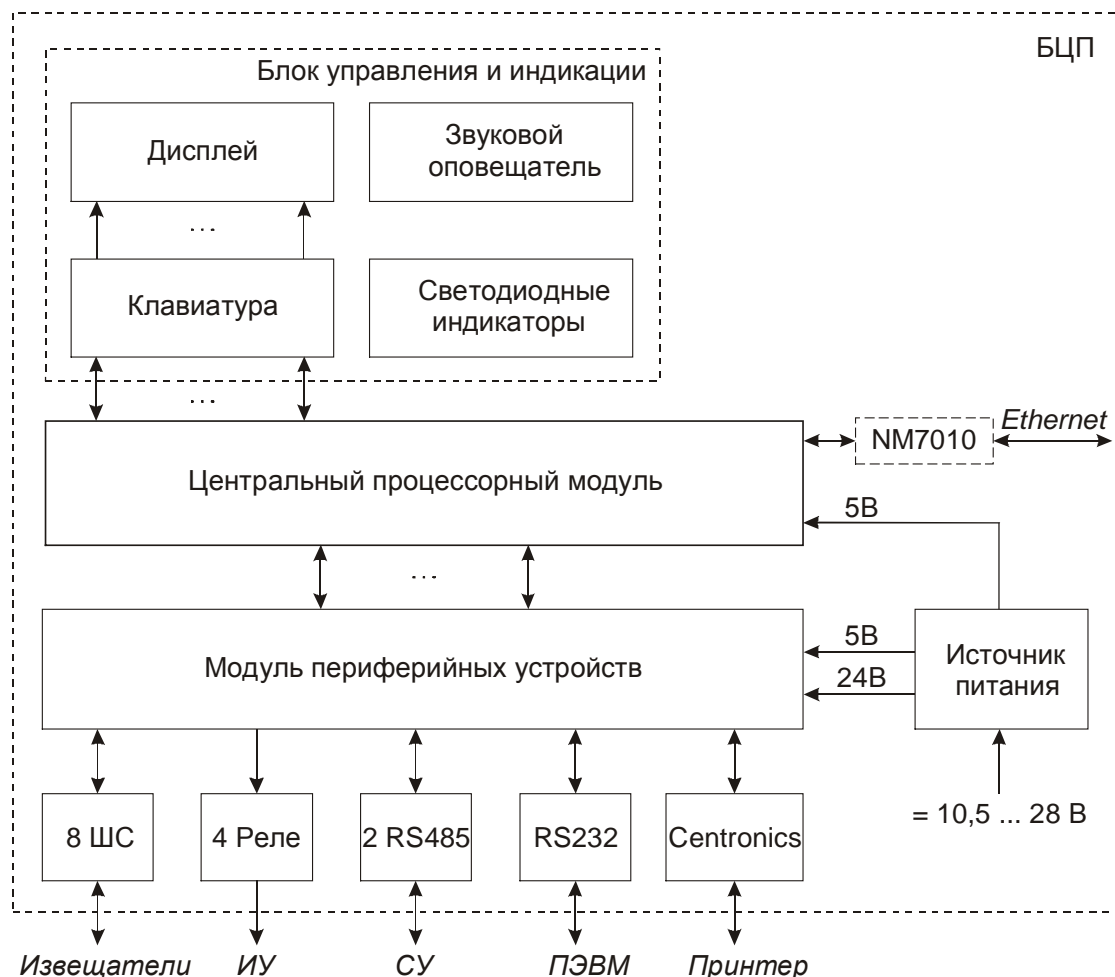 БЦП
Блок управления и индикации
Дисплей
Звуковой
оповещатель
...
Клавиатура
Светодиодные
индикаторы
...
Ethernet
NM7010
Центральный процессорный модуль
5В
...
5В
Модуль периферийных устройств
24В
Источник
питания
8 ШС
4 Реле
2 RS485
RS232
Centronics
= 10,5 ... 28 В
Извещатели
ИУ
СУ
ПЭВМ
Принтер